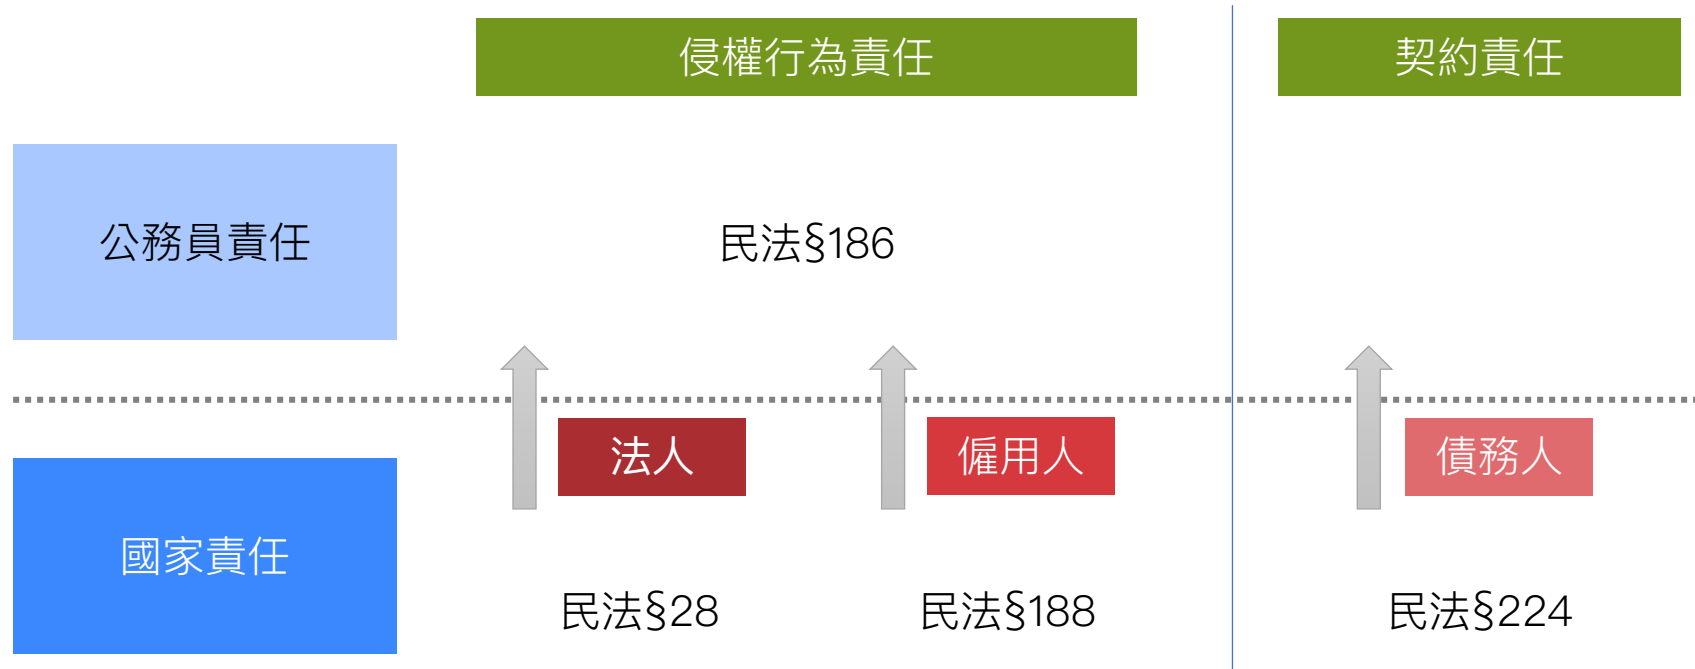 侵權行為責任
契約責任
公務員責任
民法§186
法人
僱用人
債務人
國家責任
民法§28
民法§188
民法§224